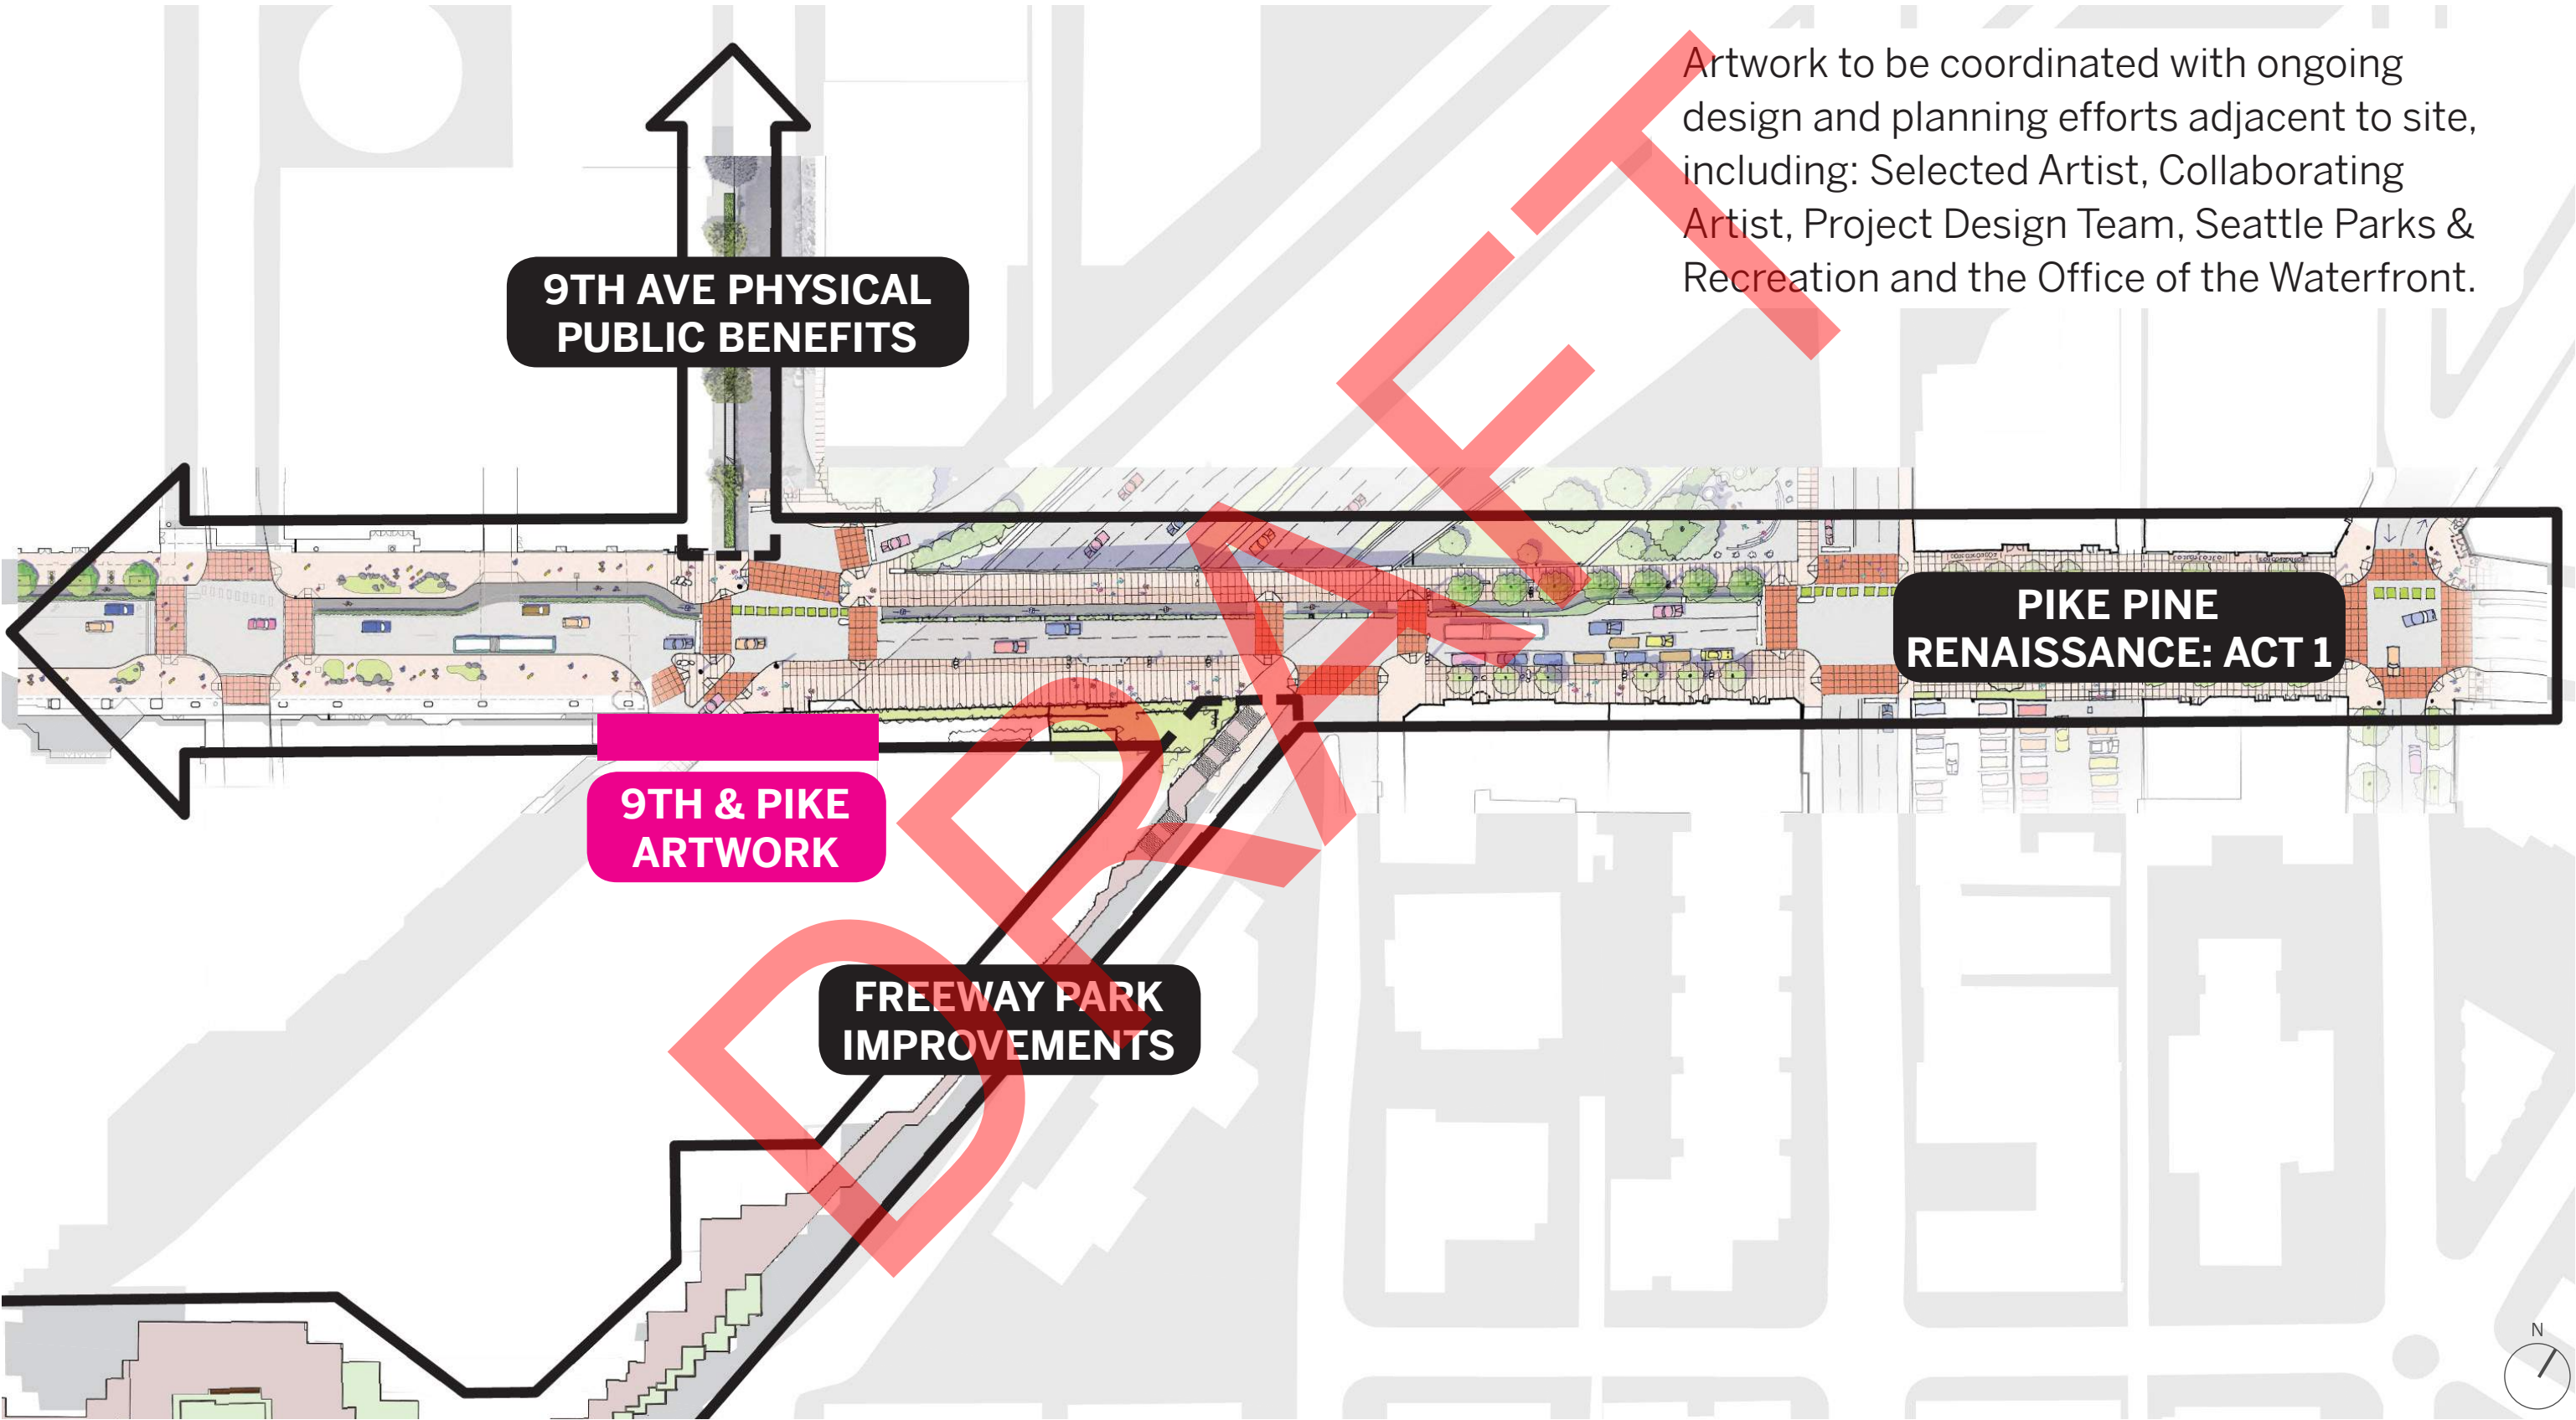 Artwork to be coordinated with ongoing
design and planning efforts adjacent to site,
including: Selected Artist, Collaborating
Artist, Project Design Team, Seattle Parks &
Recreation and the Office of the Waterfront.
9TH AVE PHYSICAL
PUBLIC BENEFITS
PIKE PINE
RENAISSANCE: ACT 1
9TH & PIKE
ARTWORK
FREEWAY PARK
IMPROVEMENTS
DRAFT
N